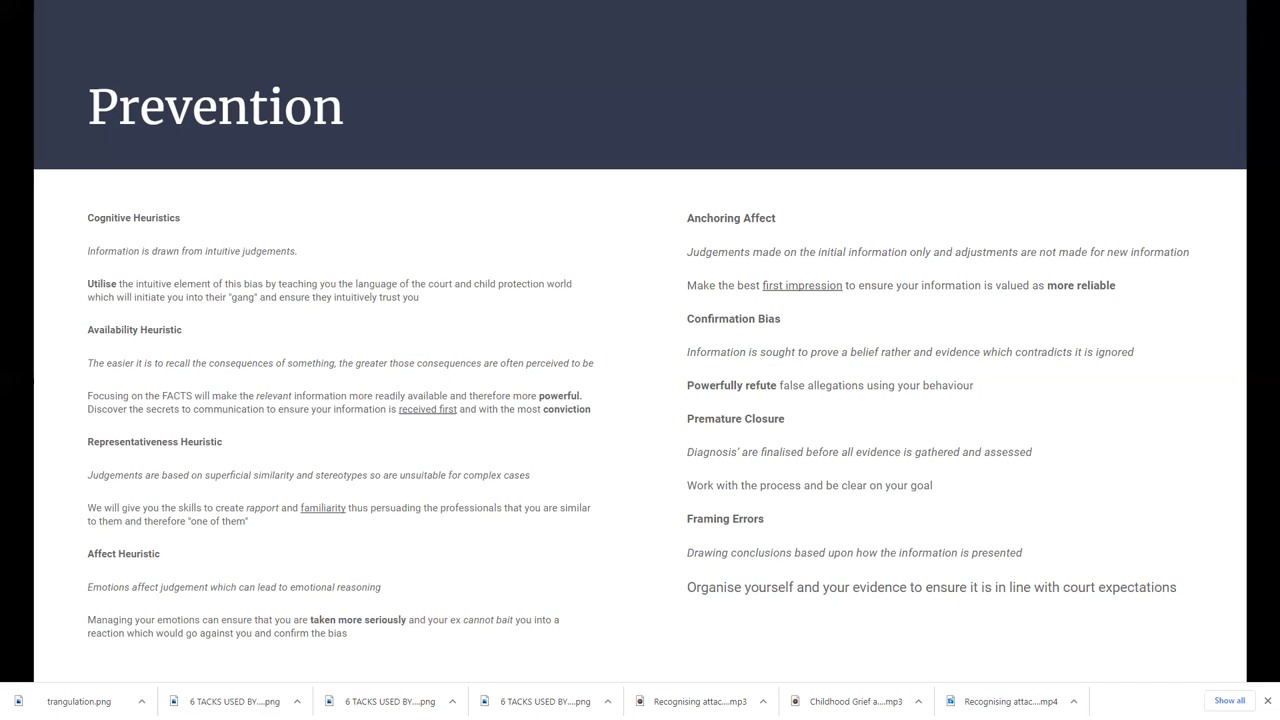 Prevention
Cognitive Heuristics
Information is drawn from intuitive judgements.
Utilise the intuitive element of this bias by teaching you the language of the court and child protection world
which will initiate you into their "gang" and ensure they intuitively trust you
Availability Heuristic
The easier it is to recall the consequences of something, the greater those consequences are often perceived to be
Focusing on the FACTS will make the relevant information more readily available and therefore more powerful.
Discover the secrets to communication to ensure your information is received first and with the most conviction
Representativeness Heuristic
Judgements are based on superficial similarity and stereotypes so are unsuitable for complex cases
We will give you the skills to create rapport and familiarity thus persuading the professionals that you are similar
to them and therefore "one of them"
Affect Heuristic
Emotions affect judgement which can lead to emotional reasoning
Managing your emotions can ensure that you are taken more seriously and your ex cannot bait you into a
reaction which would go against you and confirm the bias
Anchoring Affect
Judgements made on the initial information only and adjustments are not made for new information
Make the best first impression to ensure your information is valued as more reliable
Confirmation Bias
Information is sought to prove a belief rather and evidence which contradicts it is ignored
Powerfully refute false allegations using your behaviour
Premature Closure
Diagnosis' are finalised before all evidence is gathered and assessed
Work with the process and be clear on your goal
Framing Errors
Drawing conclusions based upon how the information is presented
Organise yourself and your evidence to ensure it is in line with court expectations
trangulation.png
6 TACKS USED BY....png
6 TACKS USED BY....png
6 TACKS USED BY....png
Recognising attac....mp3
Childhood Grief a....mp3
Recognising attac....mp4
Show all